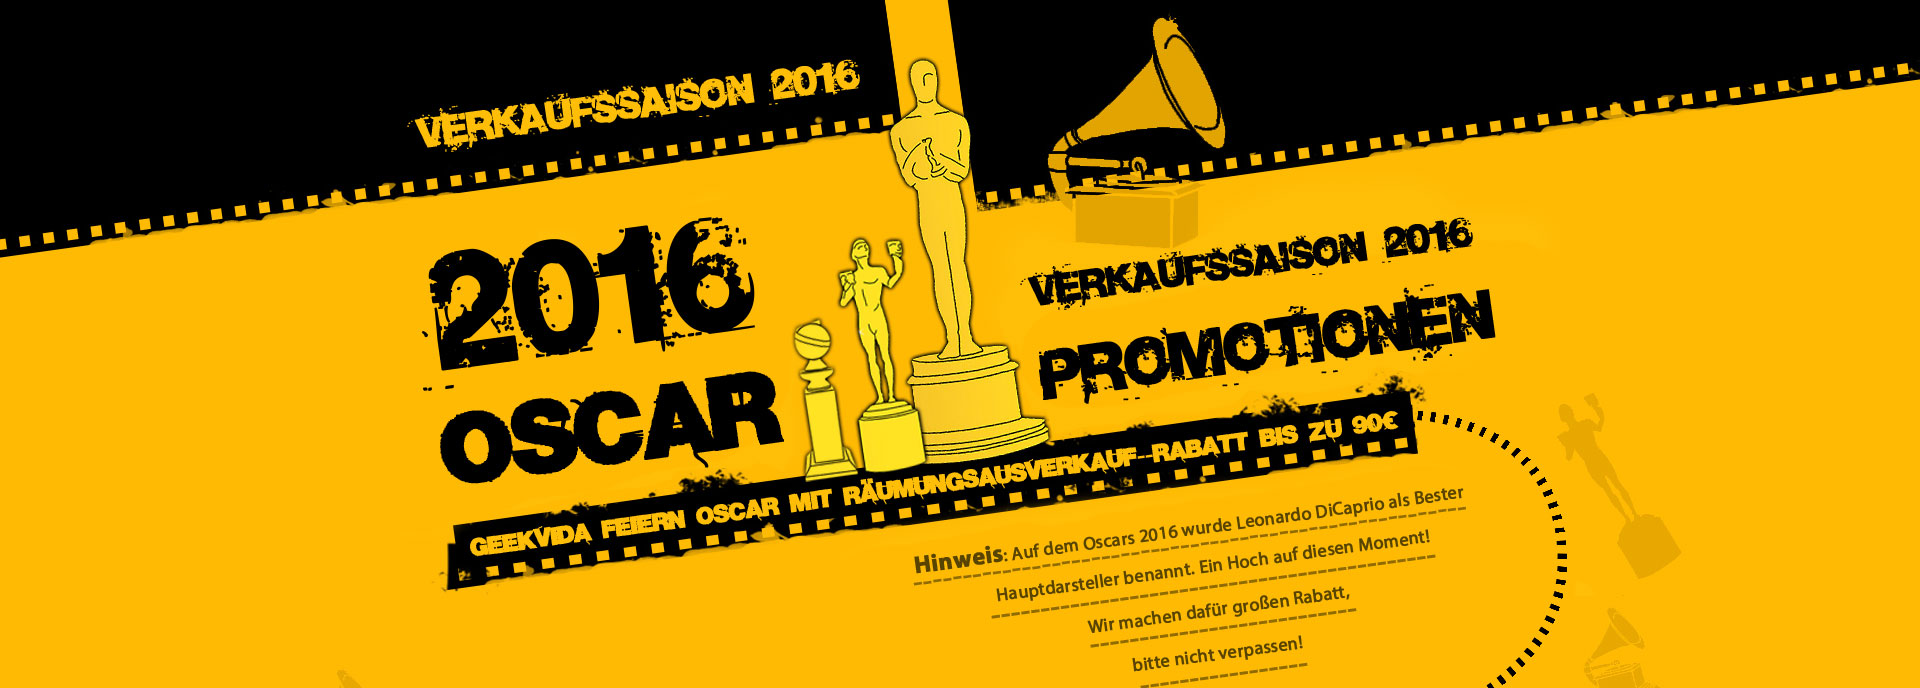 VERKAUFSSAISON 2016
2016
OSCAR
VERKAUFSSAISON 2016
PROMOTIONEN
GEEKVIDA FEIERN OSCAR MIT RÄUMUNGSAUSVERKAUF--RABATT BIS ZU 90€
Hinweis: Auf dem Oscars 2016 wurde Leonardo DiCaprio als Bester
Hauptdarsteller benannt. Ein Hoch auf diesen Moment!
Wir machen dafür großen Rabatt,
bitte nicht verpassen!